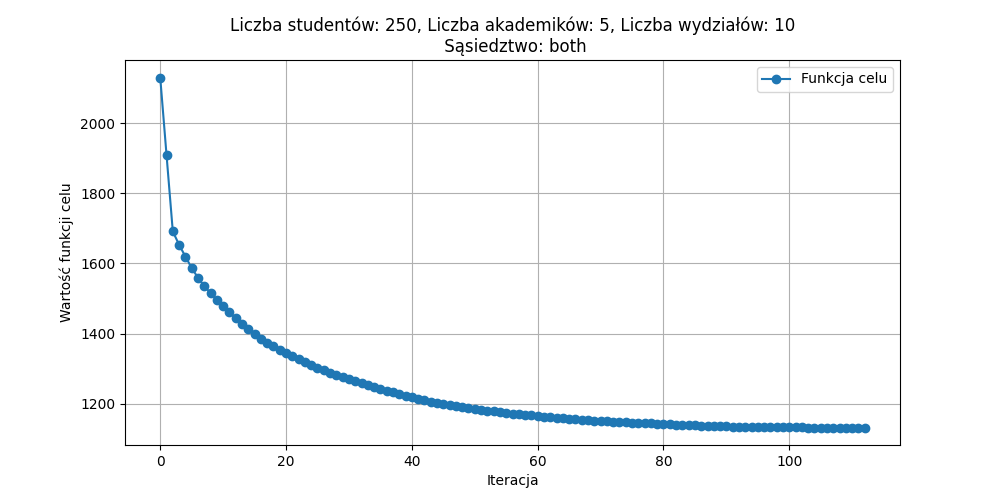 Liczba studentów: 250, Liczba akademików: 5, Liczba wydziałów: 10
Sąsiedztwo: both
Funkcja celu
Wartość funkcji celu
2000
1800
1600
1400
1200
0 20 40 60 80 100
Iteracja